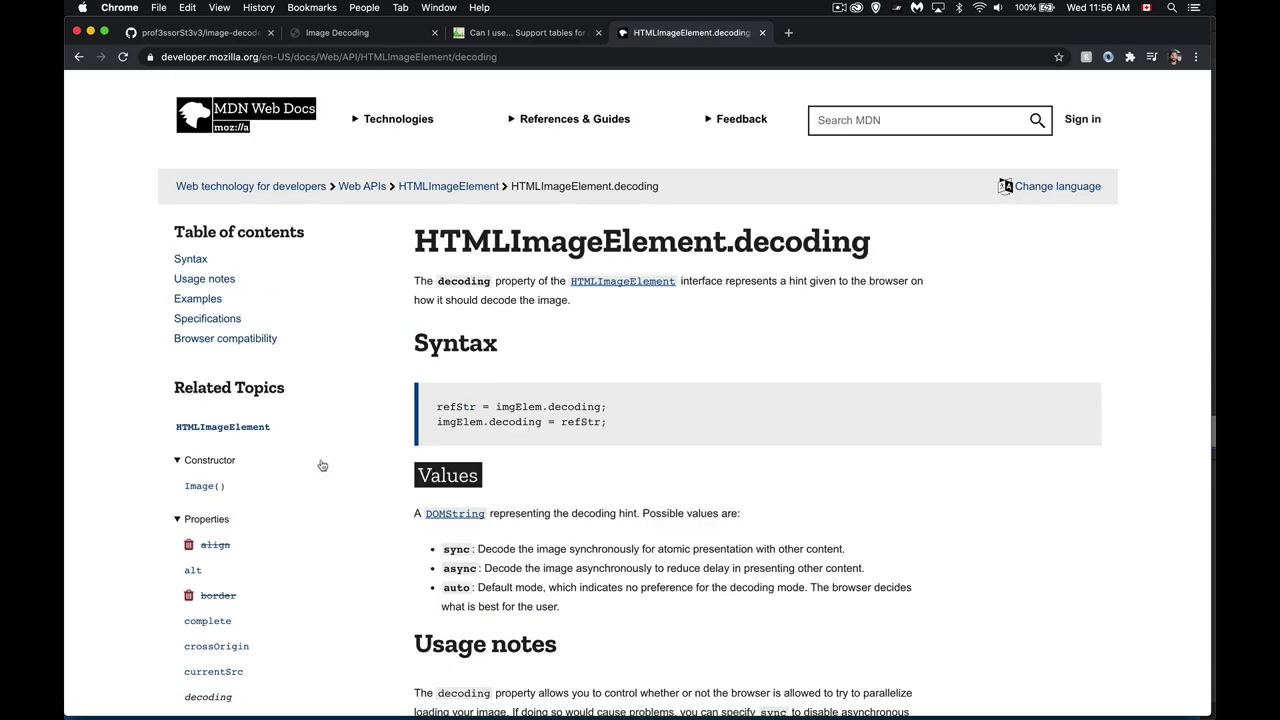 Chrome File Edit View History Bookmarks People Tab Window Help 100% Wed 11:56 AM
prof3ssorSt3v3/image-decod
Image Decoding
Can I use... Support tables for
HTMLImageElement.decoding
developer.mozilla.org/en-US/docs/Web/API/HTMLImageElement/decoding
MDN Web Docs
moz://a
Technologies
References & Guides
Feedback
Search MDN
Sign in
Web technology for developers Web APIs HTMLImageElement HTMLImageElement.decoding
Change language
Table of contents
Syntax
Usage notes
Examples
Specifications
Browser compatibility
Related Topics
HTMLImageElement
Constructor
Image()
Properties
align
alt
border
complete
crossOrigin
currentSrc
decoding
HTMLImageElement.decoding
The decoding property of the HTMLImageElement interface represents a hint given to the browser on
how it should decode the image.
Syntax
refStr = imgElem.decoding;
imgElem.decoding = refStr;
Values
A DOMString representing the decoding hint. Possible values are:
• sync: Decode the image synchronously for atomic presentation with other content.
• async: Decode the image asynchronously to reduce delay in presenting other content.
• auto: Default mode, which indicates no preference for the decoding mode. The browser decides
what is best for the user.
Usage notes
The decoding property allows you to control whether or not the browser is allowed to try to parallelize
loading your image. If doing so would cause problems, you can specify sync to disable asynchronous